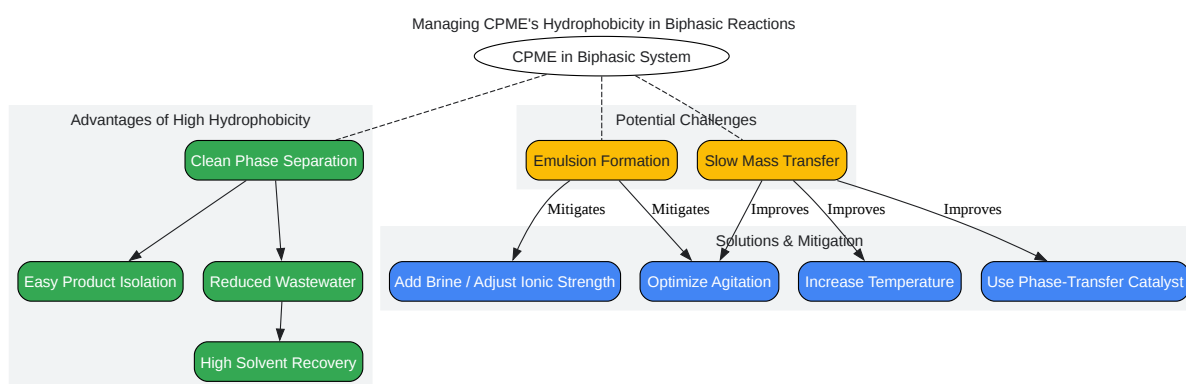 Managing CPME's Hydrophobicity in Biphasic Reactions
CPME in Biphasic System
Advantages of High Hydrophobicity
Potential Challenges
Clean Phase Separation
Emulsion Formation
Slow Mass Transfer
Mitigates
Mitigates
Improves
Improves
Improves
Solutions & Mitigation
Easy Product Isolation
Reduced Wastewater
Add Brine / Adjust Ionic Strength
Optimize Agitation
Increase Temperature
Use Phase-Transfer Catalyst
High Solvent Recovery